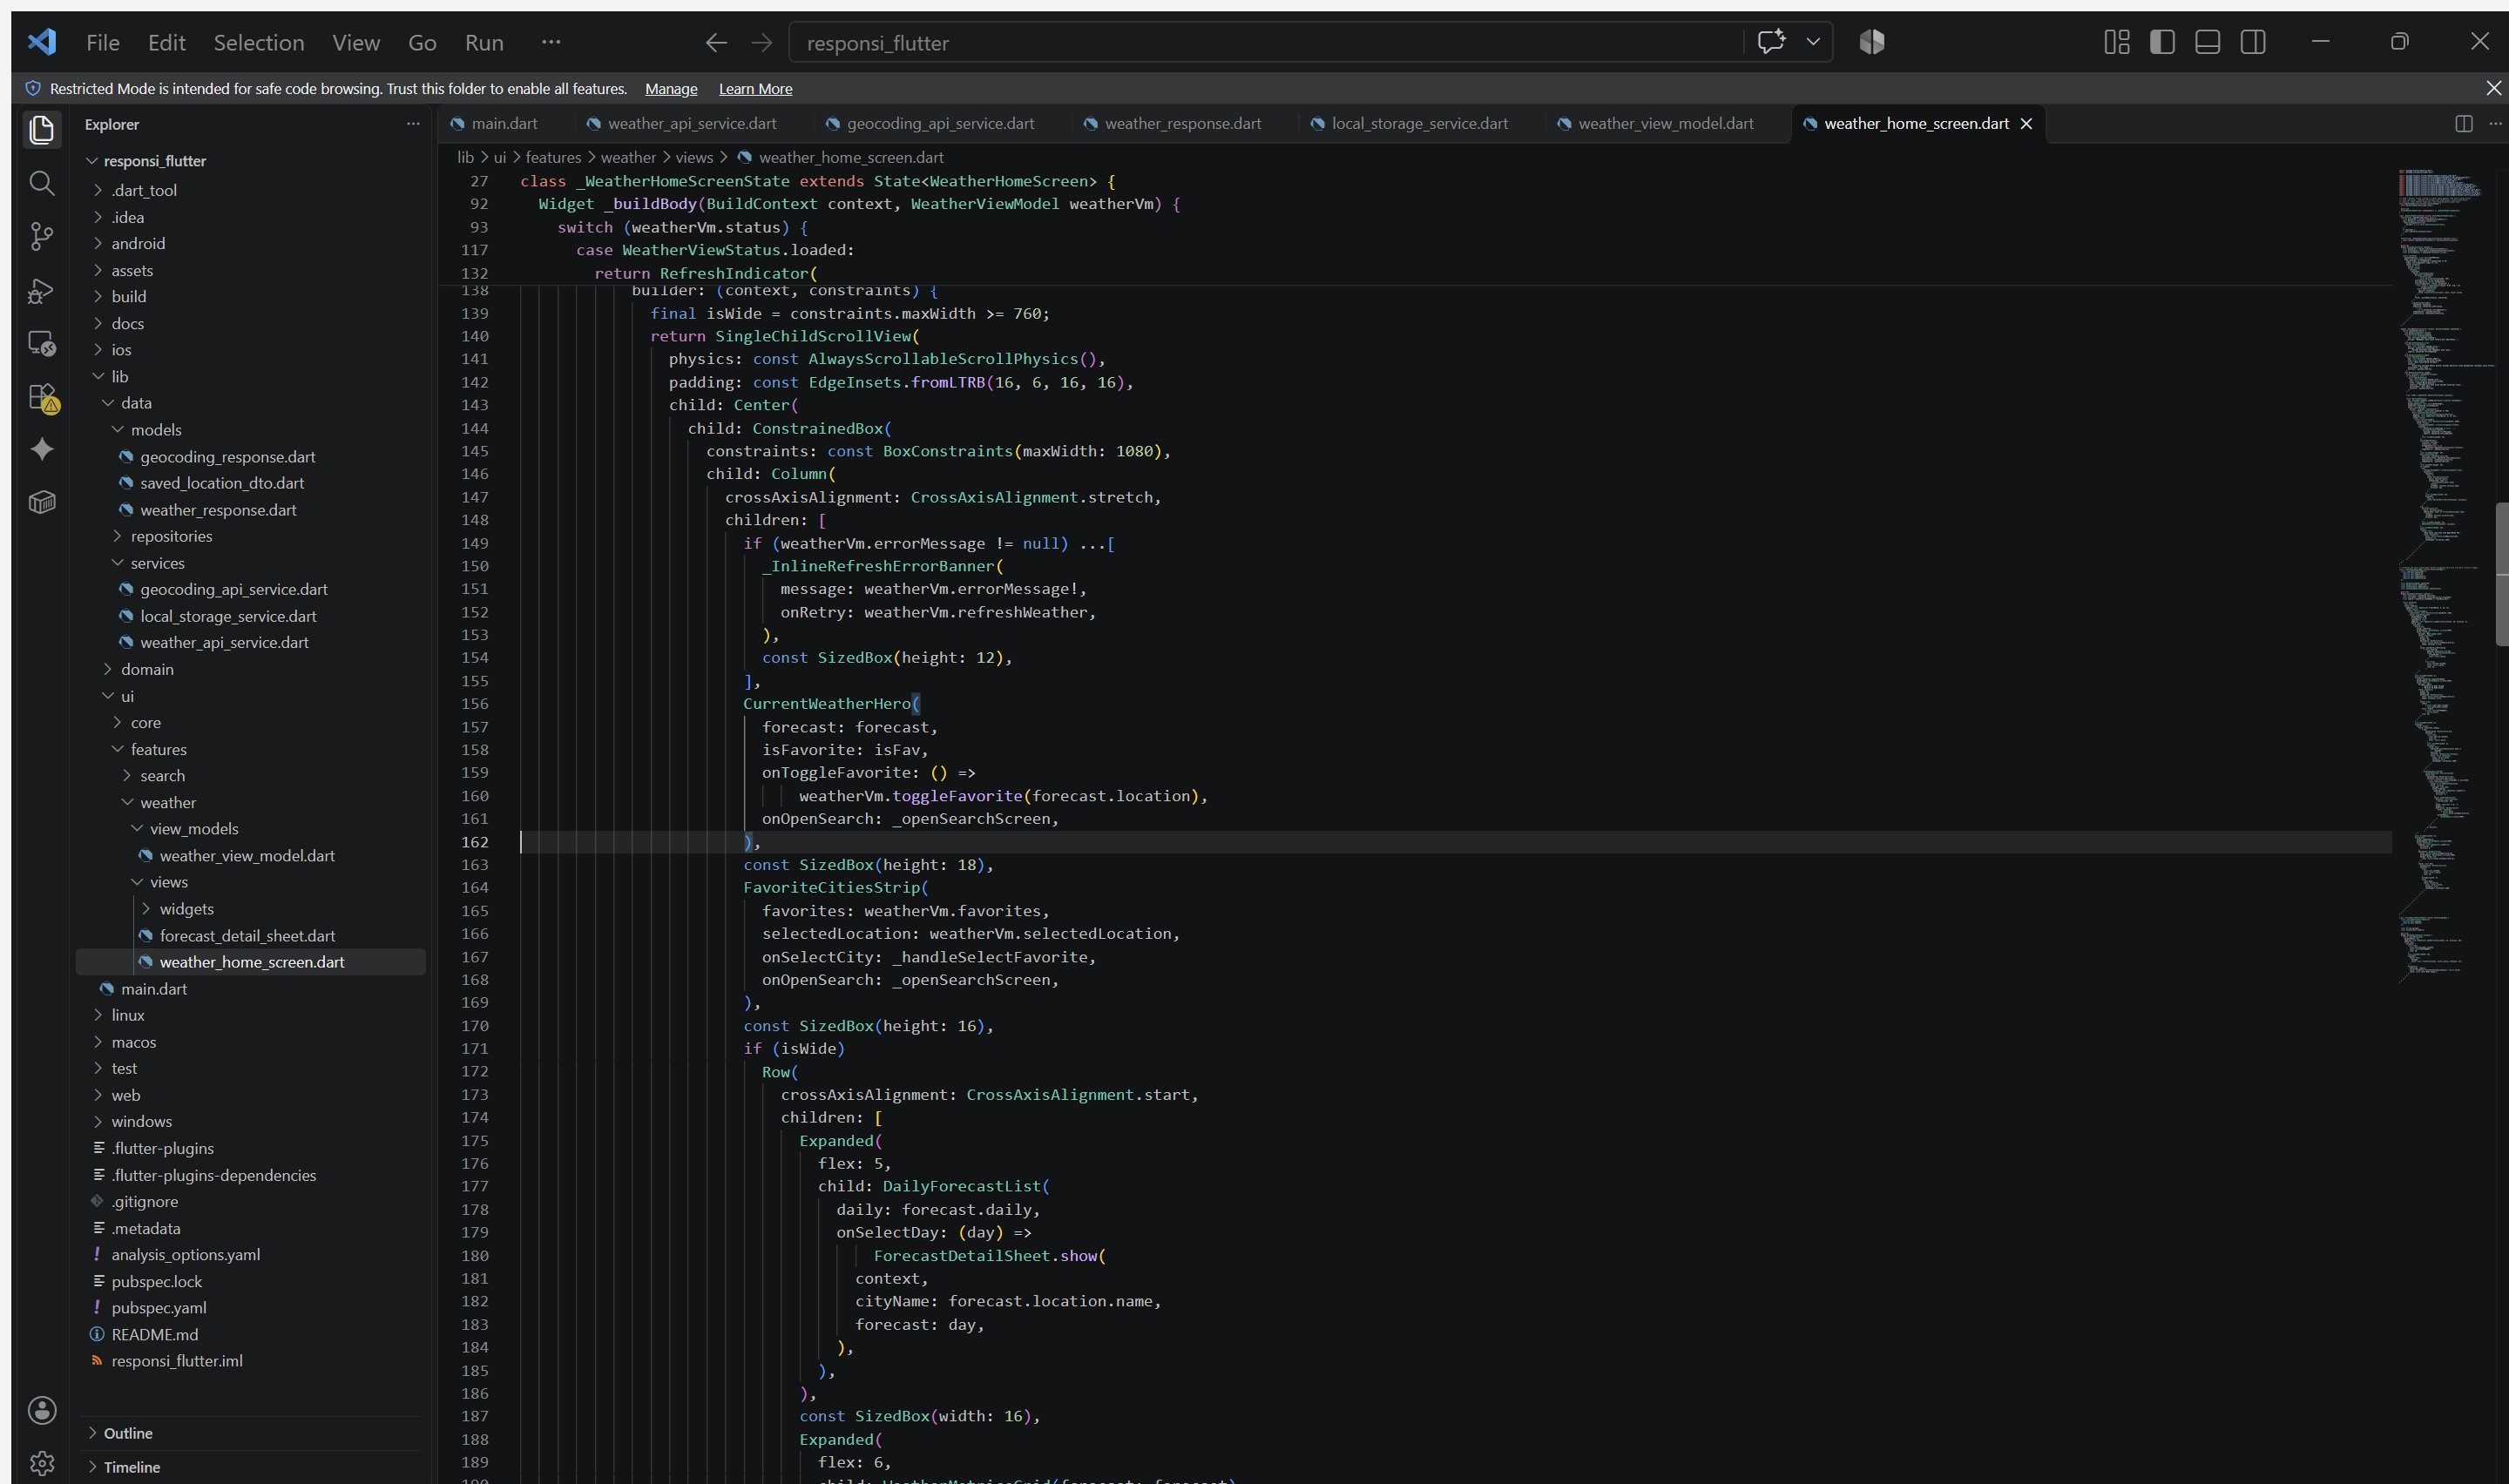 File Edit Selection View Go Run ··· responsi_flutter
Restricted Mode is intended for safe code browsing. Trust this folder to enable all features. Manage Learn More
Explorer ···
responsi_flutter
.dart_tool
.idea
android
assets
build
docs
ios
lib
data
models
geocoding_response.dart
saved_location_dto.dart
weather_response.dart
repositories
services
geocoding_api_service.dart
local_storage_service.dart
weather_api_service.dart
domain
ui
core
features
search
weather
view_models
weather_view_model.dart
views
widgets
forecast_detail_sheet.dart
weather_home_screen.dart
main.dart
linux
macos
test
web
windows
.flutter-plugins
.flutter-plugins-dependencies
.gitignore
.metadata
analysis_options.yaml
pubspec.lock
pubspec.yaml
README.md
responsi_flutter.iml
Outline
Timeline
main.dart weather_api_service.dart geocoding_api_service.dart weather_response.dart local_storage_service.dart weather_view_model.dart weather_home_screen.dart
lib > ui > features > weather > views > weather_home_screen.dart
27 class _WeatherHomeScreenState extends State<WeatherHomeScreen> {
92 Widget _buildBody(BuildContext context, WeatherViewModel weatherVm) {
93 switch (weatherVm.status) {
117 case WeatherViewStatus.loaded:
132 return RefreshIndicator(
138 builder: (context, constraints) {
139 final isWide = constraints.maxWidth >= 760;
140 return SingleChildScrollView(
141 physics: const AlwaysScrollableScrollPhysics(),
142 padding: const EdgeInsets.fromLTRB(16, 6, 16, 16),
143 child: Center(
144 child: ConstrainedBox(
145 constraints: const BoxConstraints(maxWidth: 1080),
146 child: Column(
147 crossAxisAlignment: CrossAxisAlignment.stretch,
148 children: [
149 if (weatherVm.errorMessage != null) ...[
150 _InlineRefreshErrorBanner(
151 message: weatherVm.errorMessage!,
152 onRetry: weatherVm.refreshWeather,
153 ),
154 const SizedBox(height: 12),
155 ],
156 CurrentWeatherHero(
157 forecast: forecast,
158 isFavorite: isFav,
159 onToggleFavorite: () =>
160 weatherVm.toggleFavorite(forecast.location),
161 onOpenSearch: _openSearchScreen,
162 ),
163 const SizedBox(height: 18),
164 FavoriteCitiesStrip(
165 favorites: weatherVm.favorites,
166 selectedLocation: weatherVm.selectedLocation,
167 onSelectCity: _handleSelectFavorite,
168 onOpenSearch: _openSearchScreen,
169 ),
170 const SizedBox(height: 16),
171 if (isWide)
172 Row(
173 crossAxisAlignment: CrossAxisAlignment.start,
174 children: [
175 Expanded(
176 flex: 5,
177 child: DailyForecastList(
178 daily: forecast.daily,
179 onSelectDay: (day) =>
180 ForecastDetailSheet.show(
181 context,
182 cityName: forecast.location.name,
183 forecast: day,
184 ),
185 ),
186 ),
187 const SizedBox(width: 16),
188 Expanded(
189 flex: 6,